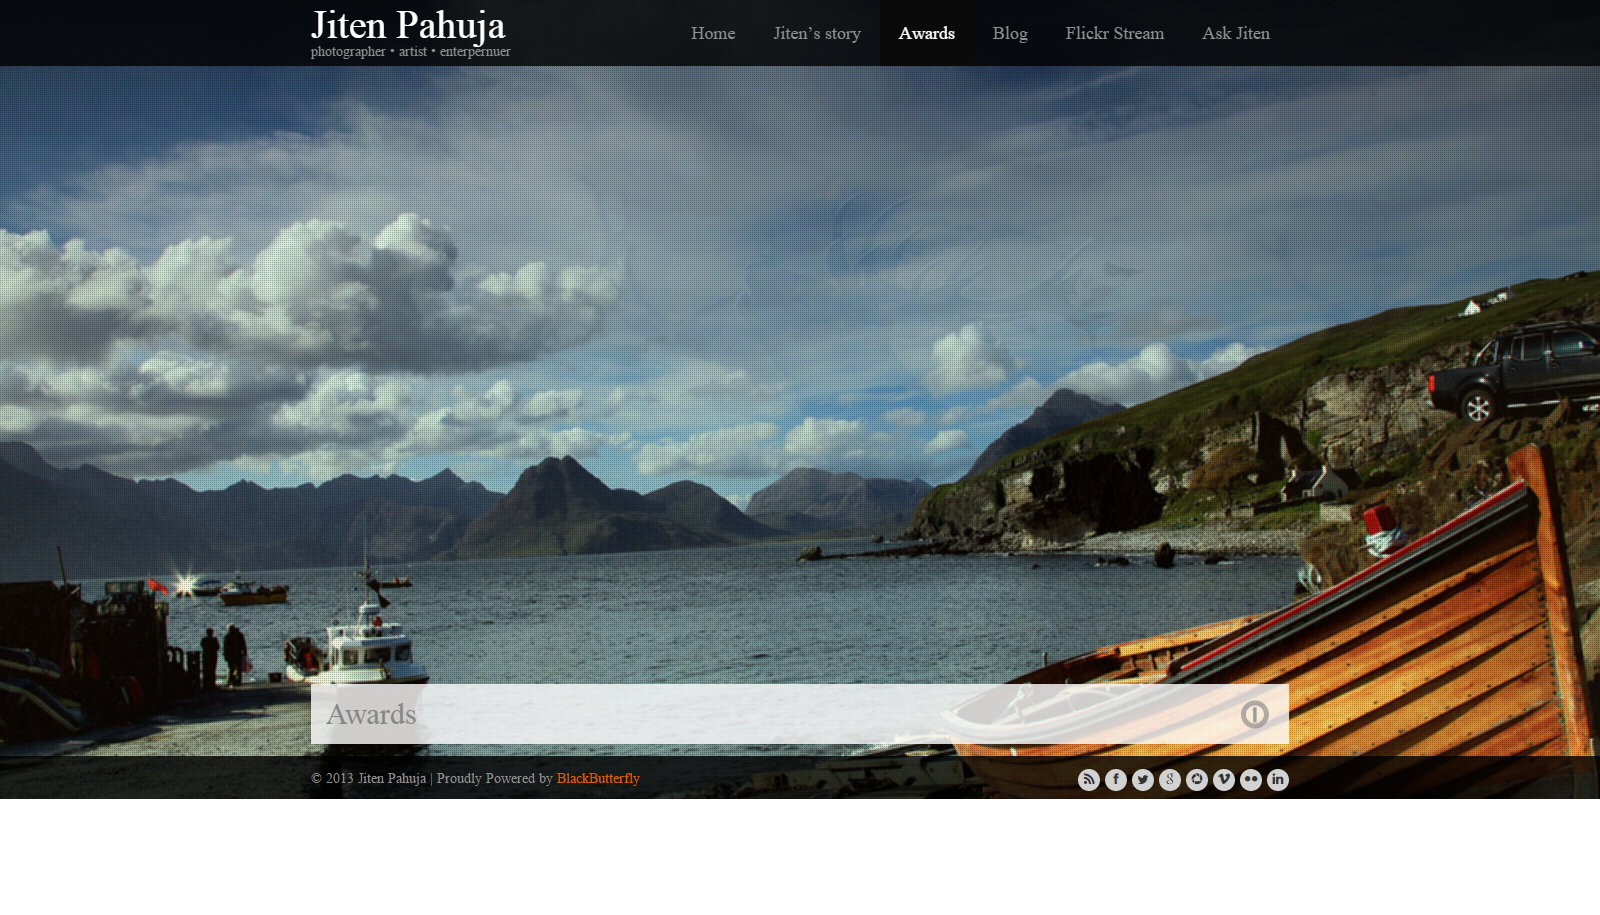 Jiten Pahuja
photographer • artist • enterpernuer
Home
Jiten’s story
Awards
Blog
Flickr Stream
Ask Jiten
Awards
© 2013 Jiten Pahuja | Proudly Powered by BlackButterfly